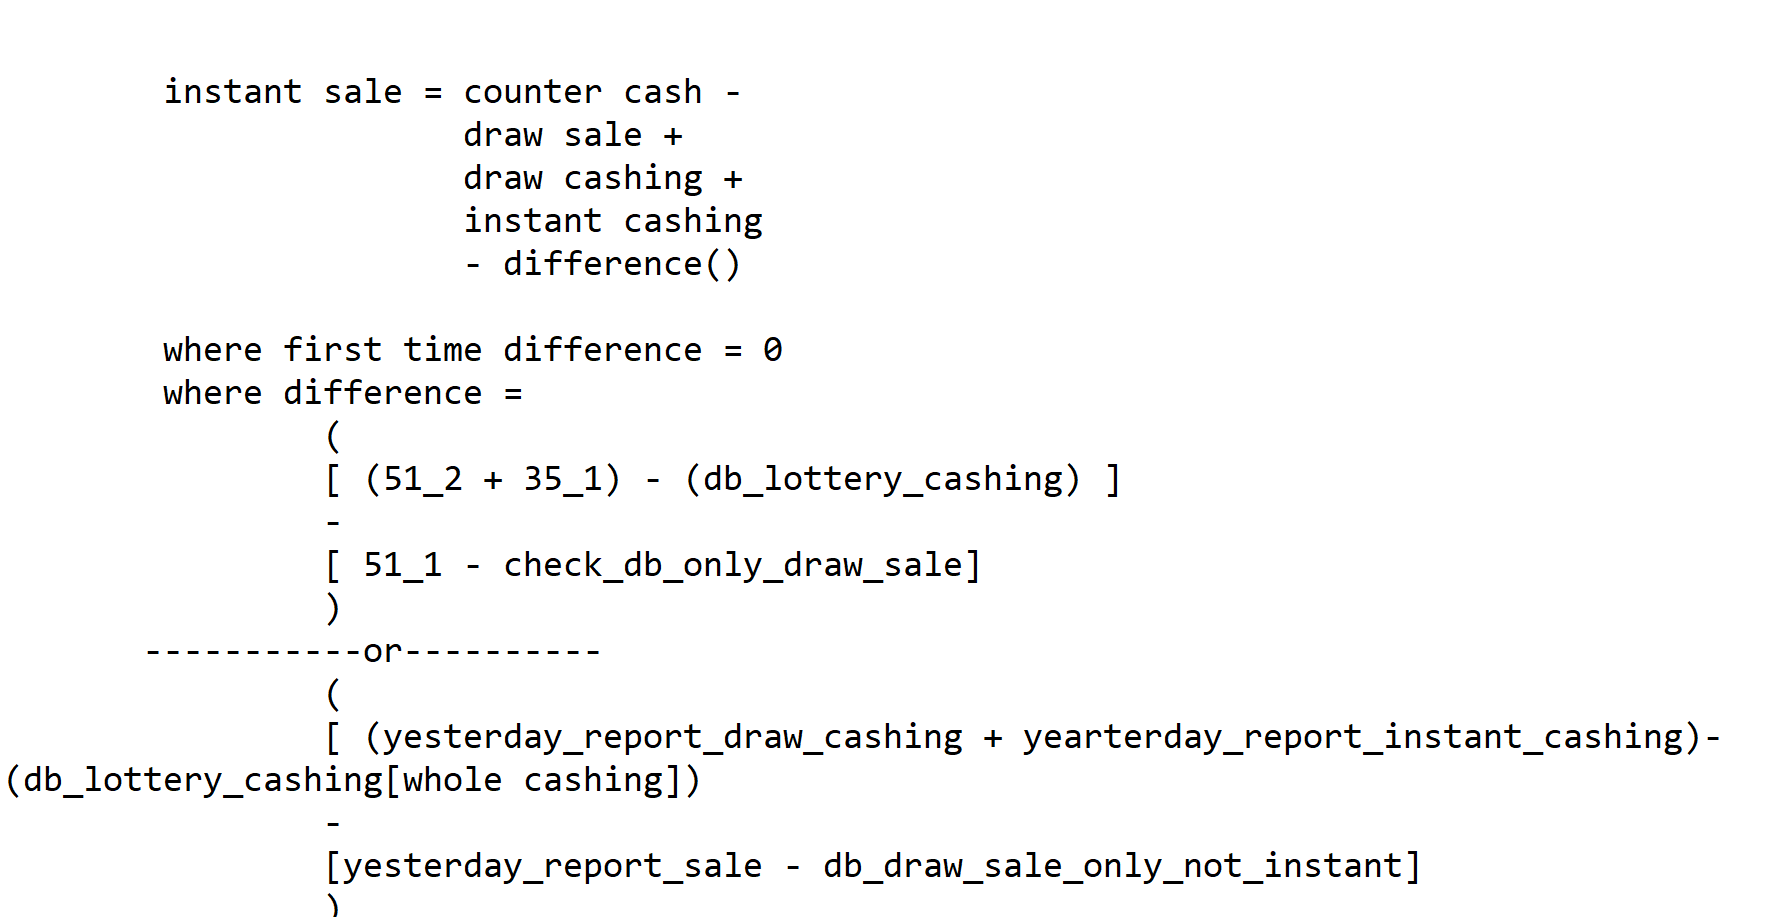 instant sale = counter cash -
draw sale +
draw cashing +
instant cashing
- difference()
where first time difference = 0
where difference =
(
[ (51_2 + 35_1) - (db_lottery_cashing) ]
-
[ 51_1 - check_db_only_draw_sale]
)
-----------or----------
(
[ (yesterday_report_draw_cashing + yearterday_report_instant_cashing)-
(db_lottery_cashing[whole cashing])
-
[yesterday_report_sale - db_draw_sale_only_not_instant]
)